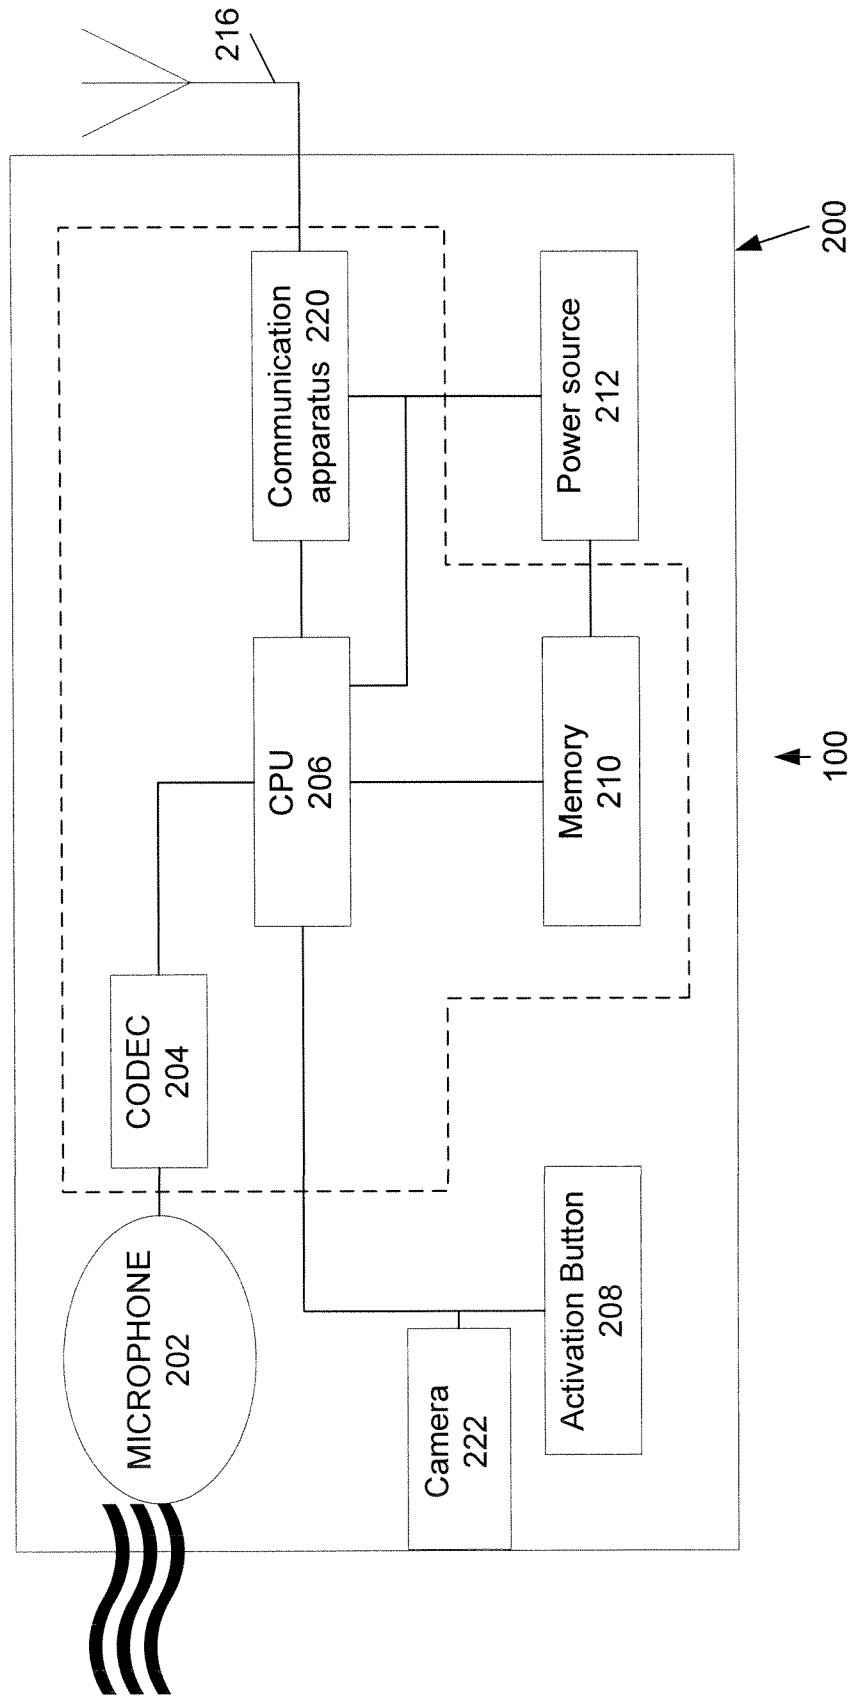 MICROPHONE
202
CODEC
204
CPU
206
Communication
apparatus 220
216
Camera
222
Activation Button
208
Memory
210
Power source
212
100
200